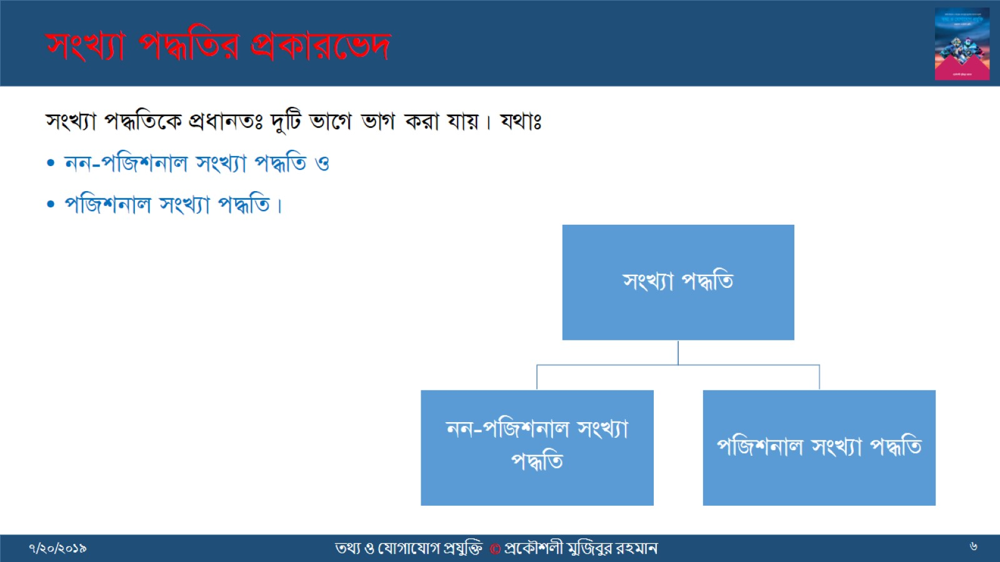 সংখ্যা পদ্ধতির প্রকারভেদ
সংখ্যা পদ্ধতিকে প্রধানতঃ দুটি ভাগে ভাগ করা যায়। যথাঃ
• নন-পজিশনাল সংখ্যা পদ্ধতি ও
• পজিশনাল সংখ্যা পদ্ধতি।
সংখ্যা পদ্ধতি
নন-পজিশনাল সংখ্যা
পদ্ধতি
পজিশনাল সংখ্যা পদ্ধতি
৭/২০/২০১৯
তথ্য ও যোগাযোগ প্রযুক্তি © প্রকৌশলী মুজিবুর রহমান
৬